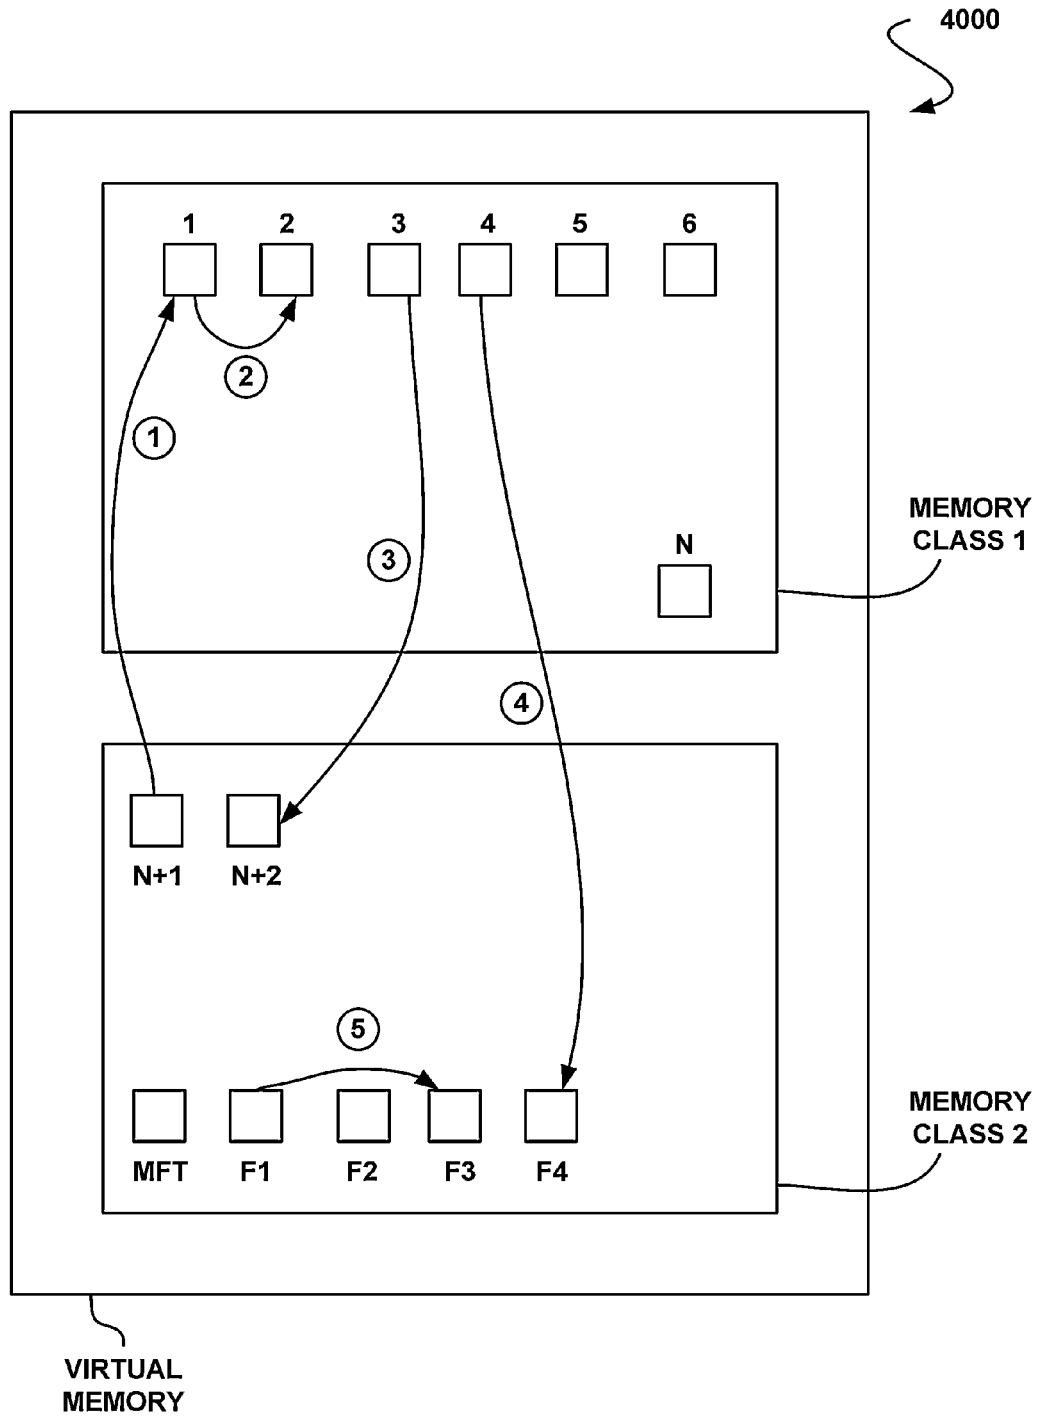 4000
1 2 3 4 5 6
2
1
MEMORY
CLASS 1
N
3
4
N+1 N+2
5
MEMORY
CLASS 2
MFT F1 F2 F3 F4
VIRTUAL
MEMORY